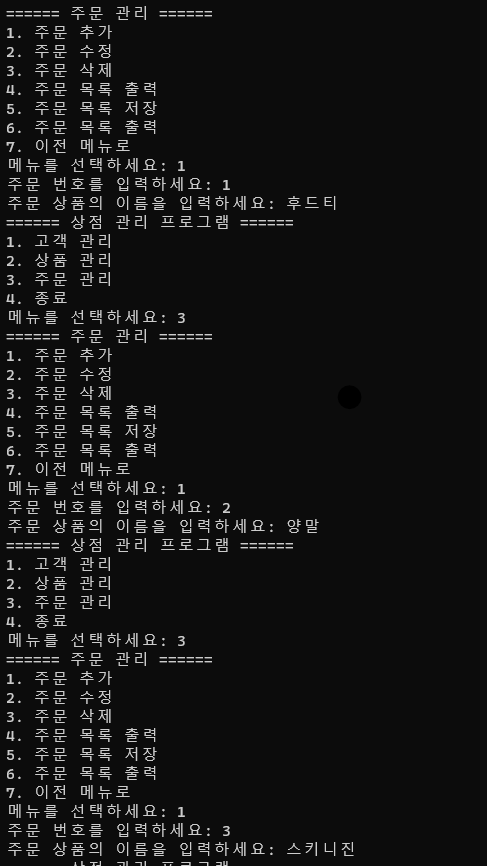 ====== 주문 관리 ======
1. 주문 추가
2. 주문 수정
3. 주문 삭제
4. 주문 목록 출력
5. 주문 목록 저장
6. 주문 목록 출력
7. 이전 메뉴로
메뉴를 선택하세요: 1
주문 번호를 입력하세요: 1
주문 상품의 이름을 입력하세요: 후드티
====== 상점 관리 프로그램 ======
1. 고객 관리
2. 상품 관리
3. 주문 관리
4. 종료
메뉴를 선택하세요: 3
====== 주문 관리 ======
1. 주문 추가
2. 주문 수정
3. 주문 삭제
4. 주문 목록 출력
5. 주문 목록 저장
6. 주문 목록 출력
7. 이전 메뉴로
메뉴를 선택하세요: 1
주문 번호를 입력하세요: 2
주문 상품의 이름을 입력하세요: 양말
====== 상점 관리 프로그램 ======
1. 고객 관리
2. 상품 관리
3. 주문 관리
4. 종료
메뉴를 선택하세요: 3
====== 주문 관리 ======
1. 주문 추가
2. 주문 수정
3. 주문 삭제
4. 주문 목록 출력
5. 주문 목록 저장
6. 주문 목록 출력
7. 이전 메뉴로
메뉴를 선택하세요: 1
주문 번호를 입력하세요: 3
주문 상품의 이름을 입력하세요: 스키니진